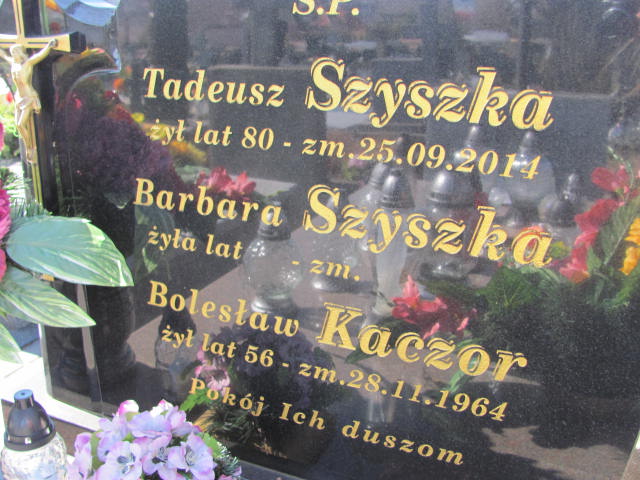 Ś.P.
Tadeusz Szyszka
żył lat 80 - zm.25.09.2014
Barbara Szyszka
żyła lat - zm.
Bolesław Kaczor
żył lat 56 - zm.28.11.1964
Pokój Ich duszom